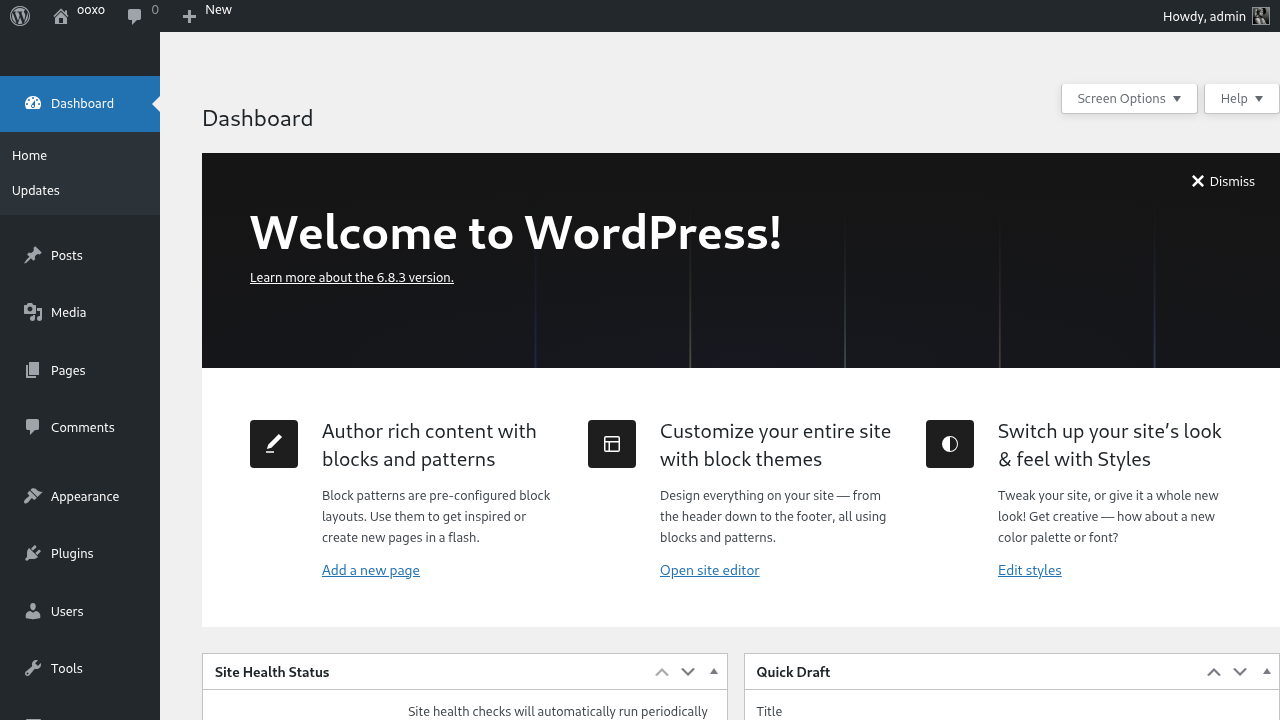 ooxo
0
New
Howdy, admin
Dashboard
Home
Updates
Posts
Media
Pages
Comments
Appearance
Plugins
Users
Tools
Screen Options
Help
Dashboard
Dismiss
Welcome to WordPress!
Learn more about the 6.8.3 version.
Author rich content with
blocks and patterns
Block patterns are pre-configured block
layouts. Use them to get inspired or
create new pages in a flash.
Add a new page
Customize your entire site
with block themes
Design everything on your site — from
the header down to the footer, all using
blocks and patterns.
Open site editor
Switch up your site’s look
& feel with Styles
Tweak your site, or give it a whole new
look! Get creative — how about a new
color palette or font?
Edit styles
Site Health Status
Site health checks will automatically run periodically
Quick Draft
Title